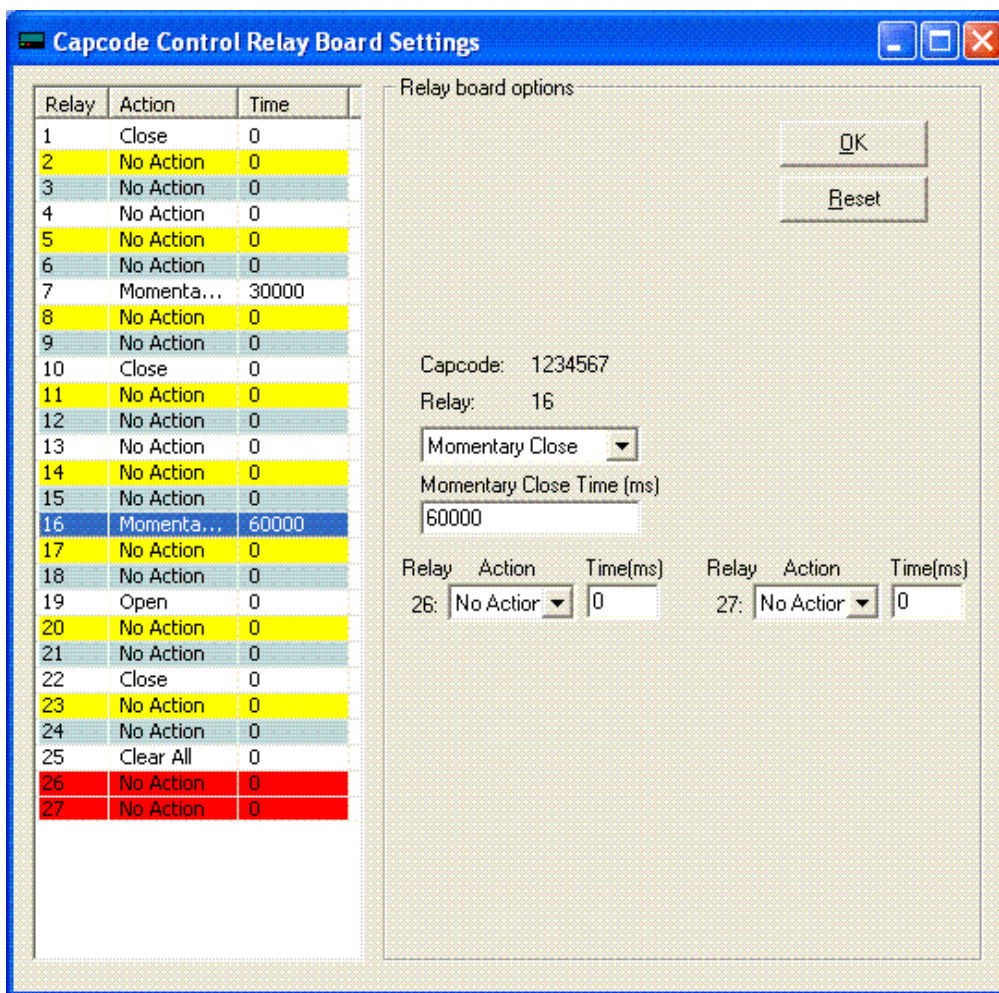 Capcode Control Relay Board Settings
Relay Action Time
1 Close 0
2 No Action 0
3 No Action 0
4 No Action 0
5 No Action 0
6 No Action 0
7 Momenta... 30000
8 No Action 0
9 No Action 0
10 Close 0
11 No Action 0
12 No Action 0
13 No Action 0
14 No Action 0
15 No Action 0
16 Momenta... 60000
17 No Action 0
18 No Action 0
19 Open 0
20 No Action 0
21 No Action 0
22 Close 0
23 No Action 0
24 No Action 0
25 Clear All 0
26 No Action 0
27 No Action 0
Relay board options
OK
Reset
Capcode: 1234567
Relay: 16
Momentary Close
Momentary Close Time (ms)
60000
Relay Action Time(ms) Relay Action Time(ms)
26: No Action 0 27: No Action 0